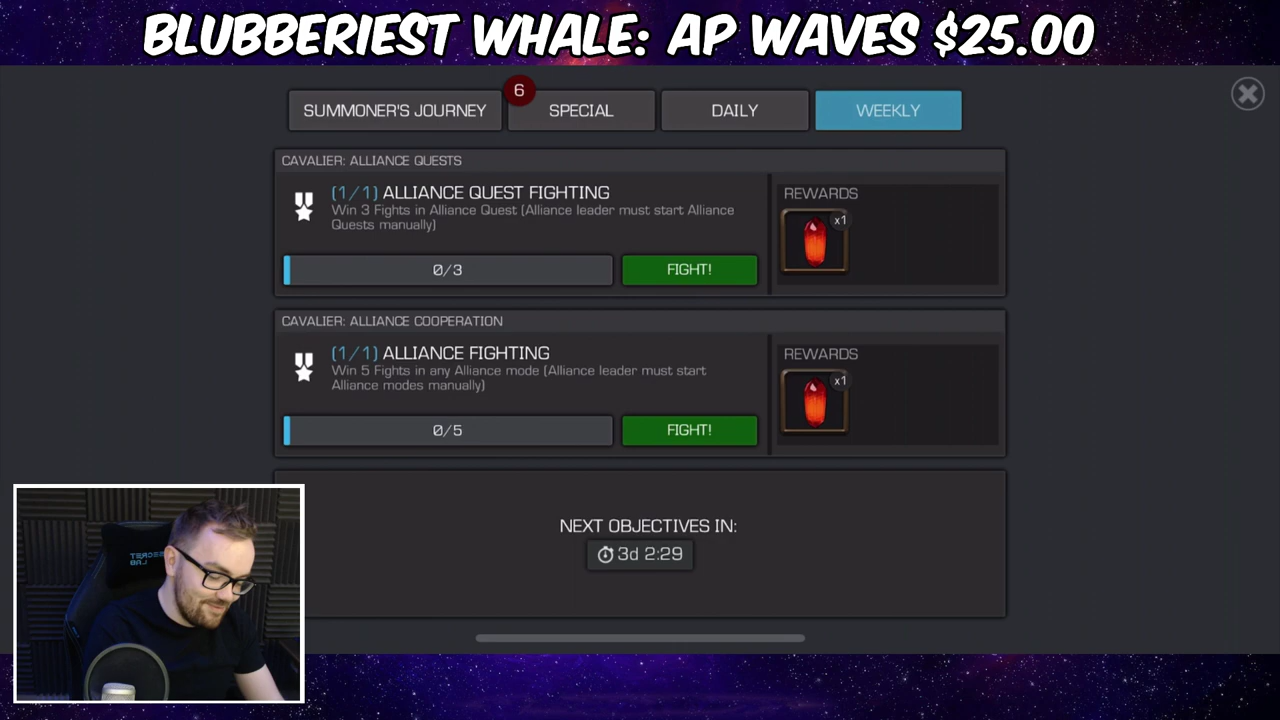 BLUBBERIEST WHALE: AP WAVES $25.00
6
SUMMONER'S JOURNEY
SPECIAL
DAILY
WEEKLY
CAVALIER: ALLIANCE QUESTS
(1/1) ALLIANCE QUEST FIGHTING
Win 3 Fights in Alliance Quest (Alliance leader must start Alliance
Quests manually)
0/3
FIGHT!
REWARDS
x1
CAVALIER: ALLIANCE COOPERATION
(1/1) ALLIANCE FIGHTING
Win 5 Fights in any Alliance mode (Alliance leader must start
Alliance modes manually)
0/5
FIGHT!
REWARDS
x1
NEXT OBJECTIVES IN:
3d 2:29
SECRET
LAB